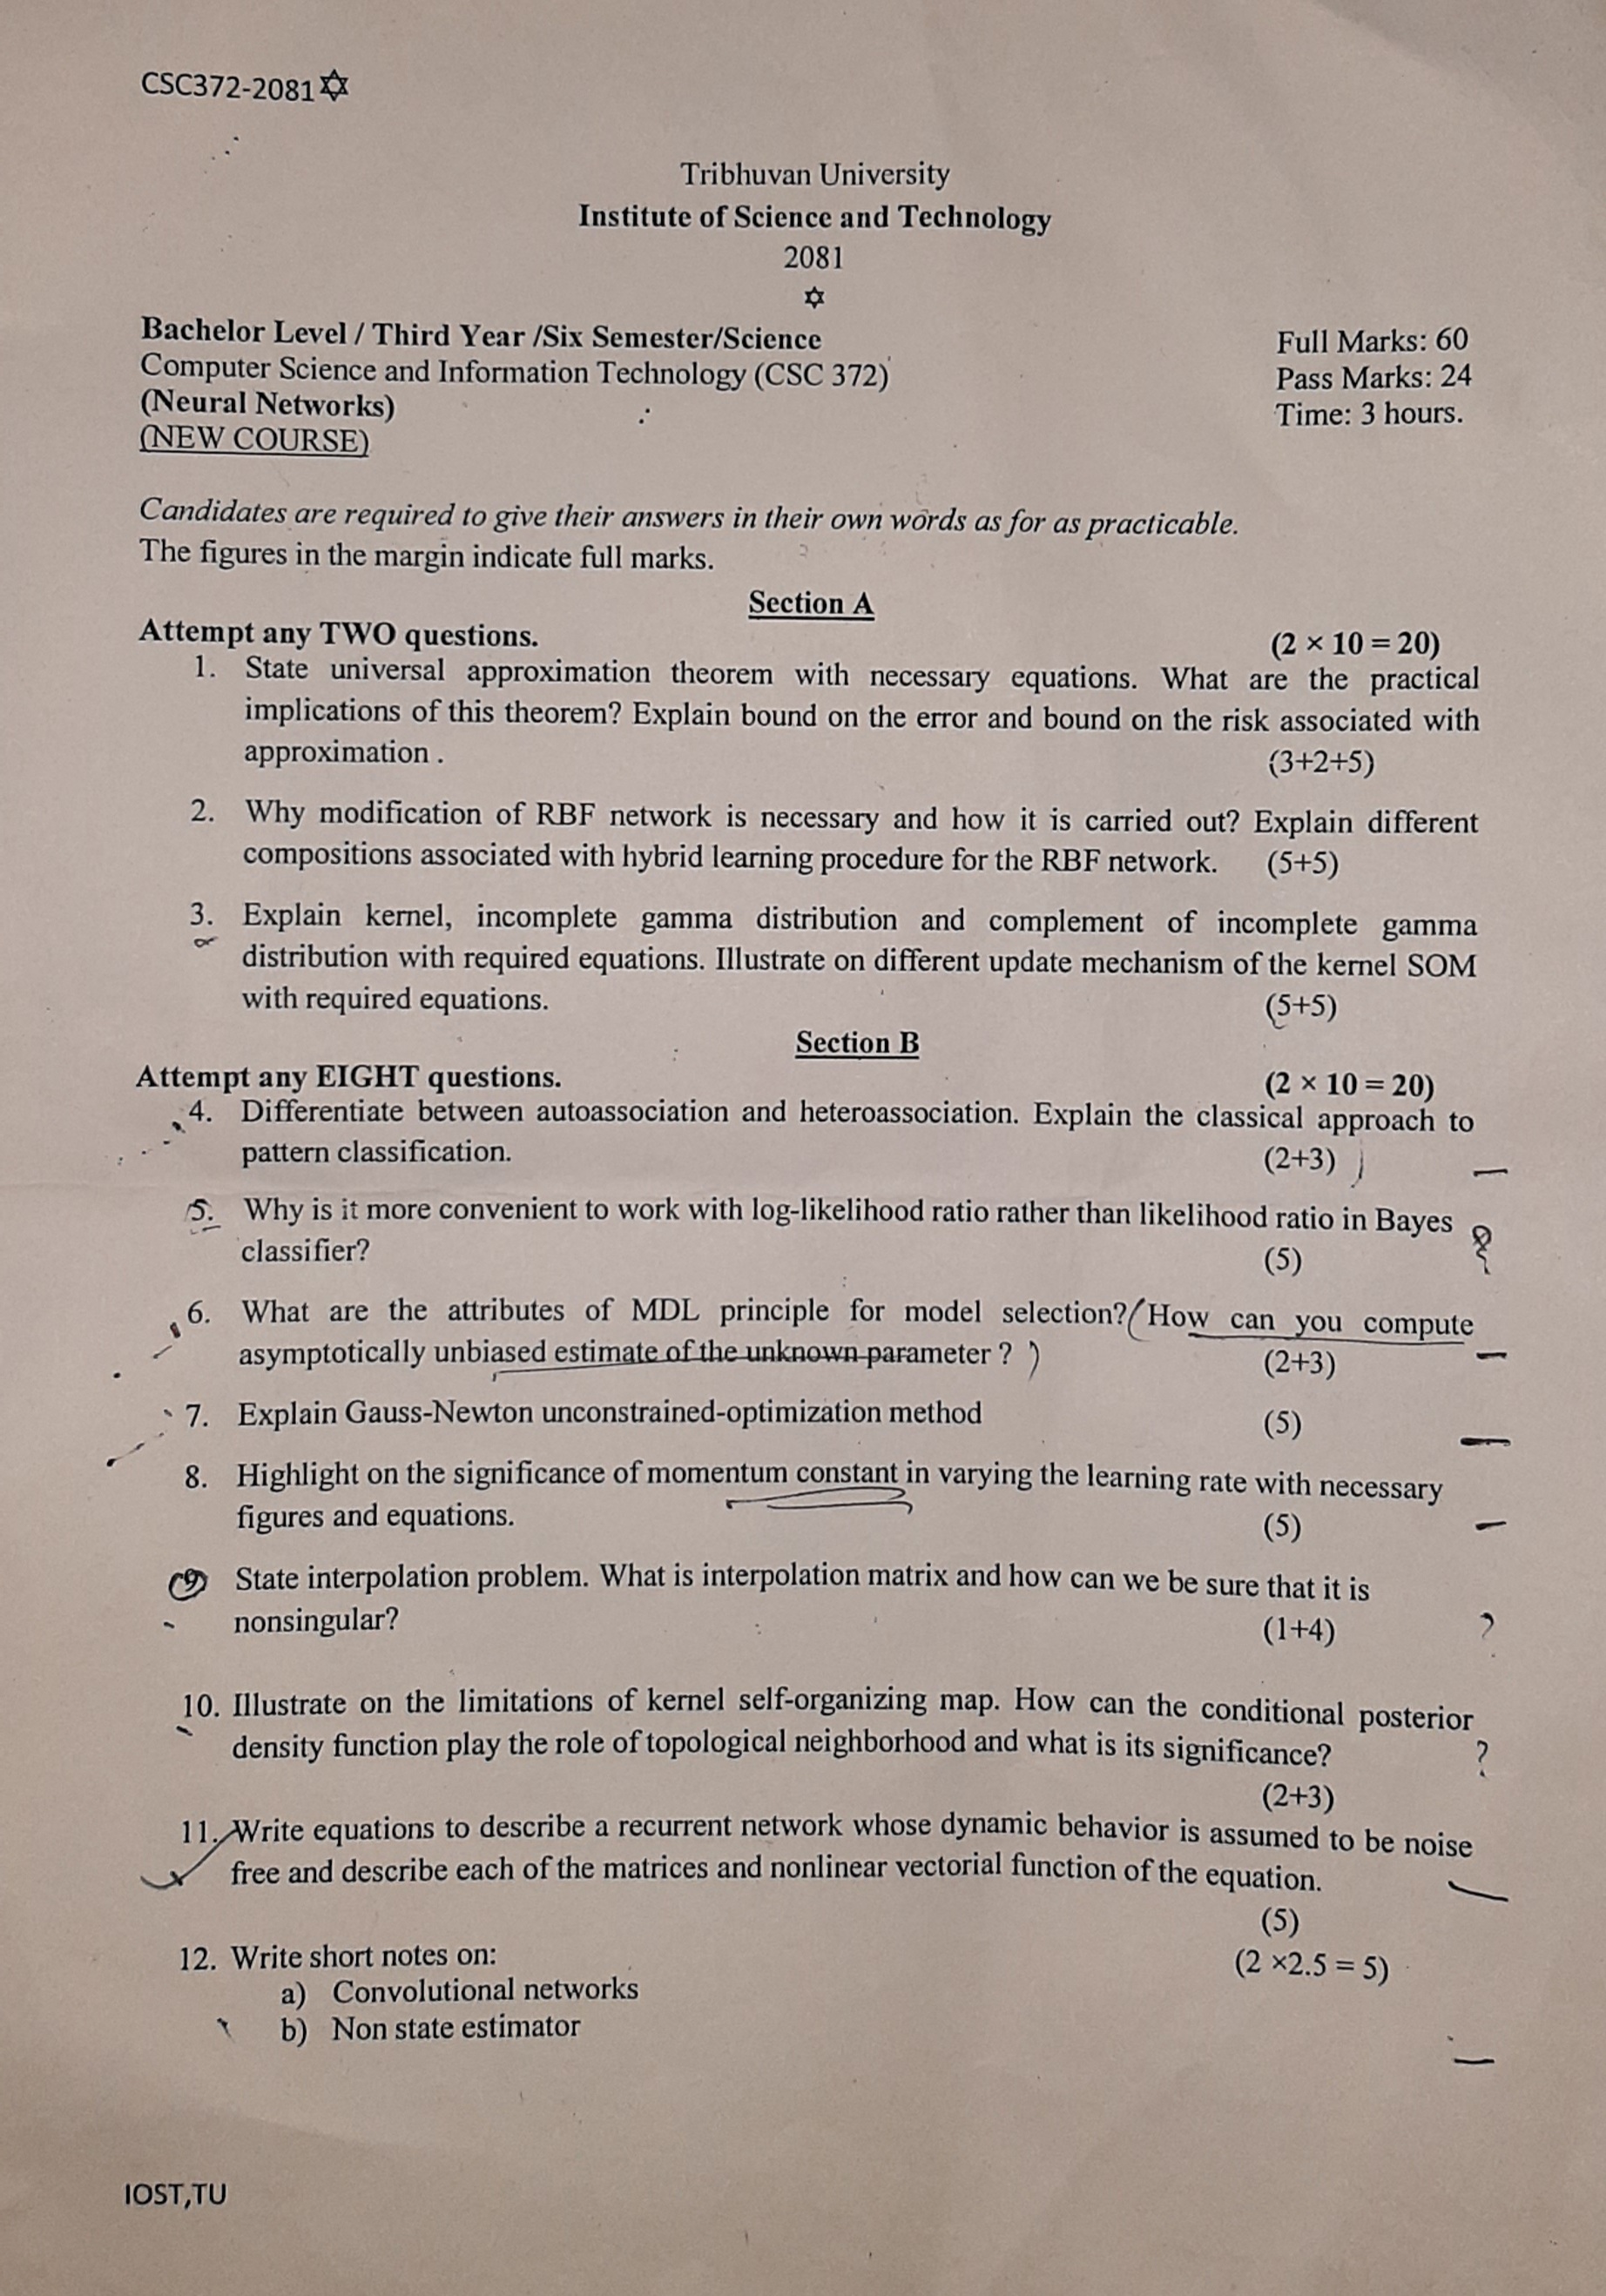 CSC372-2081✡
Tribhuvan University
Institute of Science and Technology
2081
✡
Bachelor Level / Third Year /Six Semester/Science
Full Marks: 60
Computer Science and Information Technology (CSC 372)
Pass Marks: 24
(Neural Networks)
Time: 3 hours.
(NEW COURSE)
Candidates are required to give their answers in their own words as for as practicable.
The figures in the margin indicate full marks.
Section A
Attempt any TWO questions. (2 × 10 = 20)
1. State universal approximation theorem with necessary equations. What are the practical
implications of this theorem? Explain bound on the error and bound on the risk associated with
approximation . (3+2+5)
2. Why modification of RBF network is necessary and how it is carried out? Explain different
compositions associated with hybrid learning procedure for the RBF network. (5+5)
3. Explain kernel, incomplete gamma distribution and complement of incomplete gamma
distribution with required equations. Illustrate on different update mechanism of the kernel SOM
with required equations. (5+5)
Section B
Attempt any EIGHT questions. (2 × 10 = 20)
4. Differentiate between autoassociation and heteroassociation. Explain the classical approach to
pattern classification. (2+3)
5. Why is it more convenient to work with log-likelihood ratio rather than likelihood ratio in Bayes
classifier? (5)
6. What are the attributes of MDL principle for model selection? (How can you compute
asymptotically unbiased estimate of the unknown parameter ? ) (2+3)
7. Explain Gauss-Newton unconstrained-optimization method (5)
8. Highlight on the significance of momentum constant in varying the learning rate with necessary
figures and equations. (5)
9 State interpolation problem. What is interpolation matrix and how can we be sure that it is
nonsingular? (1+4) ?
10. Illustrate on the limitations of kernel self-organizing map. How can the conditional posterior
density function play the role of topological neighborhood and what is its significance? ?
(2+3)
11. Write equations to describe a recurrent network whose dynamic behavior is assumed to be noise
free and describe each of the matrices and nonlinear vectorial function of the equation.
(5)
12. Write short notes on: (2 ×2.5 = 5)
a) Convolutional networks
b) Non state estimator
IOST,TU